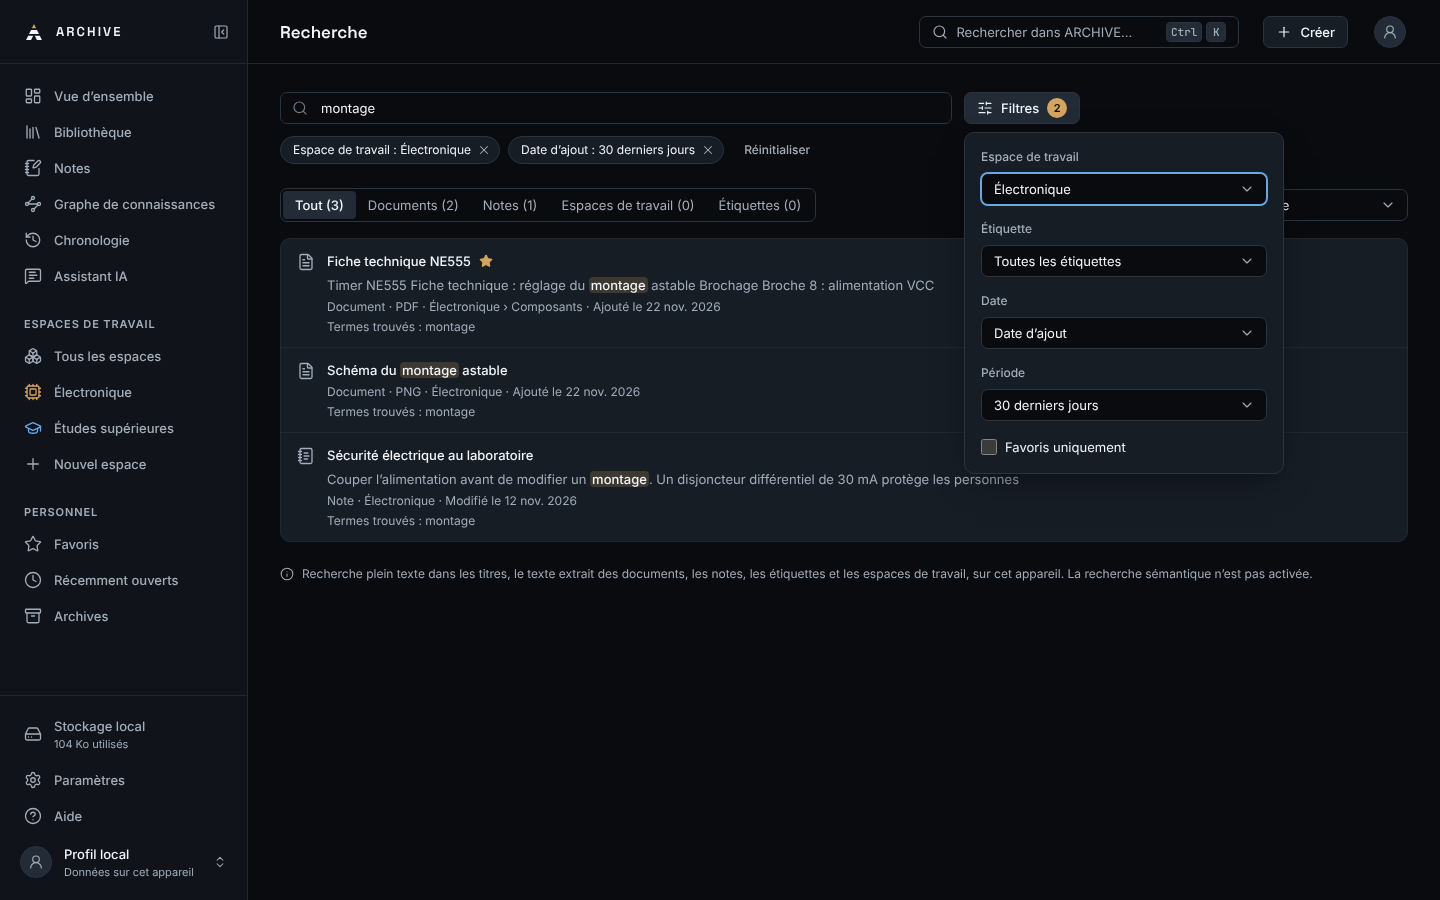 ARCHIVE
Recherche
Rechercher dans ARCHIVE...
Ctrl K
Créer
Vue d’ensemble
Bibliothèque
Notes
Graphe de connaissances
Chronologie
Assistant IA
ESPACES DE TRAVAIL
Tous les espaces
Électronique
Études supérieures
Nouvel espace
PERSONNEL
Favoris
Récemment ouverts
Archives
Stockage local
104 Ko utilisés
Paramètres
Aide
Profil local
Données sur cet appareil
montage
Filtres 2
Espace de travail : Électronique
Date d’ajout : 30 derniers jours
Réinitialiser
Tout (3)
Documents (2)
Notes (1)
Espaces de travail (0)
Étiquettes (0)
Fiche technique NE555
Timer NE555 Fiche technique : réglage du montage astable Brochage Broche 8 : alimentation VCC
Document · PDF · Électronique › Composants · Ajouté le 22 nov. 2026
Termes trouvés : montage
Schéma du montage astable
Document · PNG · Électronique · Ajouté le 22 nov. 2026
Termes trouvés : montage
Sécurité électrique au laboratoire
Couper l’alimentation avant de modifier un montage. Un disjoncteur différentiel de 30 mA protège les personnes
Note · Électronique · Modifié le 12 nov. 2026
Termes trouvés : montage
Recherche plein texte dans les titres, le texte extrait des documents, les notes, les étiquettes et les espaces de travail, sur cet appareil. La recherche sémantique n’est pas activée.
Espace de travail
Électronique
Étiquette
Toutes les étiquettes
Date
Date d’ajout
Période
30 derniers jours
Favoris uniquement